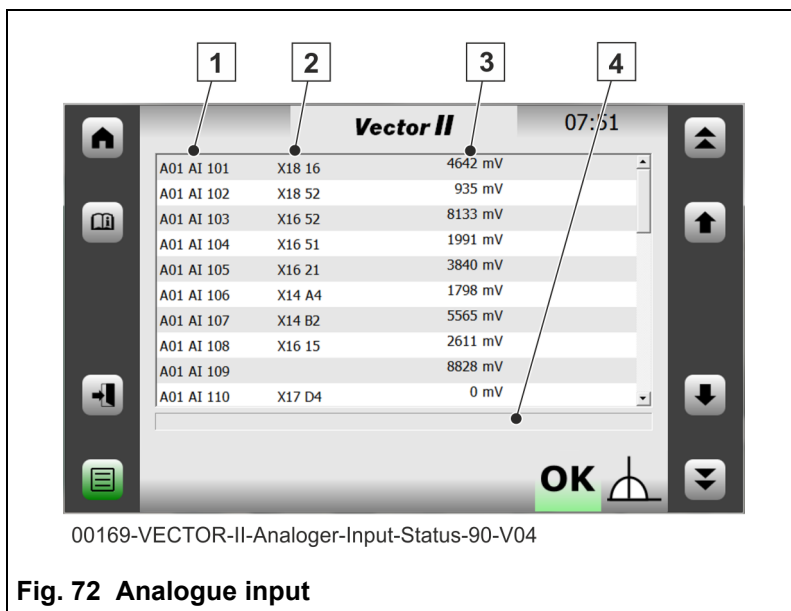 1 2 3 4
Vector II 07:51
A01 AI 101 X18 16 4642 mV
A01 AI 102 X18 52 935 mV
A01 AI 103 X16 52 8133 mV
A01 AI 104 X16 51 1991 mV
A01 AI 105 X16 21 3840 mV
A01 AI 106 X14 A4 1798 mV
A01 AI 107 X14 B2 5565 mV
A01 AI 108 X16 15 2611 mV
A01 AI 109 8828 mV
A01 AI 110 X17 D4 0 mV
OK
00169-VECTOR-II-Analoger-Input-Status-90-V04
Fig. 72 Analogue input